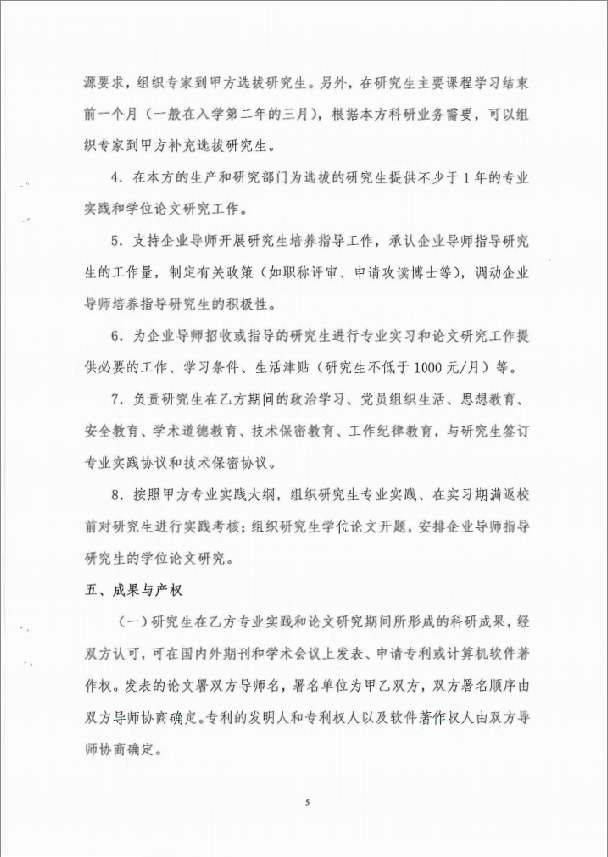 源要求，组织专家到甲方选拔研究生。另外，在研究生主要课程学习结束
前一个月（一般在入学第二年的三月），根据本方科研业务需要，可以组
织专家到甲方补充选拔研究生。
4．在本方的生产和研究部门为选拔的研究生提供不少于 1 年的专业
实践和学位论文研究工作。
5．支持企业导师开展研究生培养指导工作，承认企业导师指导研究
生的工作量，制定有关政策（如职称评审、申请攻读博士等），调动企业
导师培养指导研究生的积极性。
6．为企业导师招收或指导的研究生进行专业实习和论文研究工作提
供必要的工作、学习条件、生活津贴（研究生不低于 1000 元/月）等。
7．负责研究生在乙方期间的政治学习、党员组织生活、思想教育、
安全教育、学术道德教育、技术保密教育、工作纪律教育，与研究生签订
专业实践协议和技术保密协议。
8．按照甲方专业实践大纲，组织研究生专业实践、在实习期满返校
前对研究生进行实践考核；组织研究生学位论文开题，安排企业导师指导
研究生的学位论文研究。
五、成果与产权
（一）研究生在乙方专业实践和论文研究期间所形成的科研成果，经
双方认可，可在国内外期刊和学术会议上发表、申请专利或计算机软件著
作权。发表的论文署双方导师名，署名单位为甲乙双方，双方署名顺序由
双方导师协商确定。专利的发明人和专利权人以及软件著作权人由双方导
师协商确定。
5